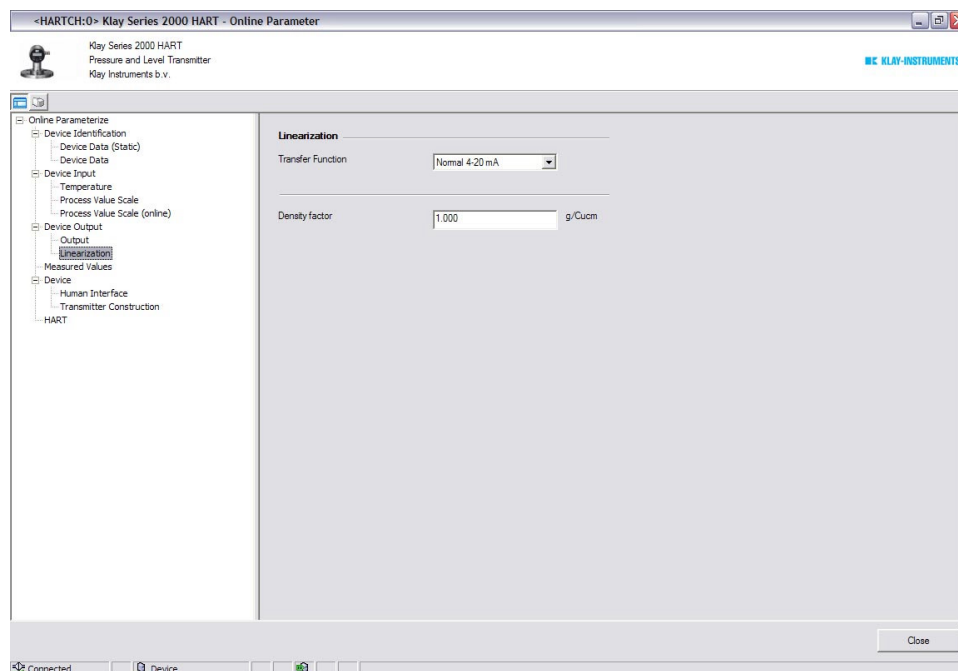 <HARTCH:0> Klay Series 2000 HART - Online Parameter
Klay Series 2000 HART
Pressure and Level Transmitter
Klay Instruments b.v.
KLAY-INSTRUMENTS
Online Parameterize
Device Identification
Device Data (Static)
Device Data
Device Input
Temperature
Process Value Scale
Process Value Scale (online)
Device Output
Output
Linearization
Measured Values
Device
Human Interface
Transmitter Construction
HART
Linearization
Transfer Function
Normal 4-20 mA
Density factor
1.000
g/Cucm
Close
Connected
Device